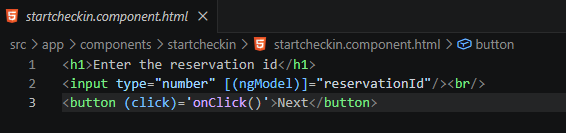 startcheckin.component.html ×
src > app > components > startcheckin > startcheckin.component.html > button
1 <h1>Enter the reservation id</h1>
2 <input type="number" [(ngModel)]="reservationId"/><br/>
3 <button (click)='onClick()'>Next</button>